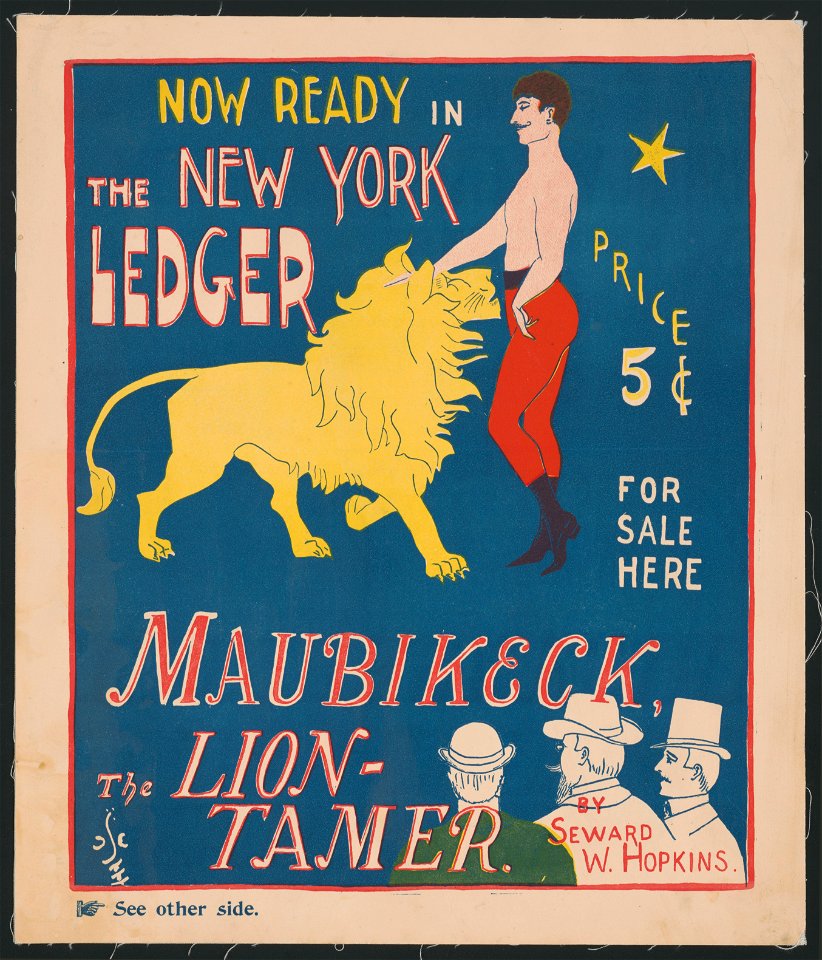 NOW READY IN
THE NEW YORK
LEDGER
PRICE
5¢
FOR
SALE
HERE
MAUBIKECK,
The LION-
TAMER.
BY
SEWARD
W. HOPKINS.
See other side.